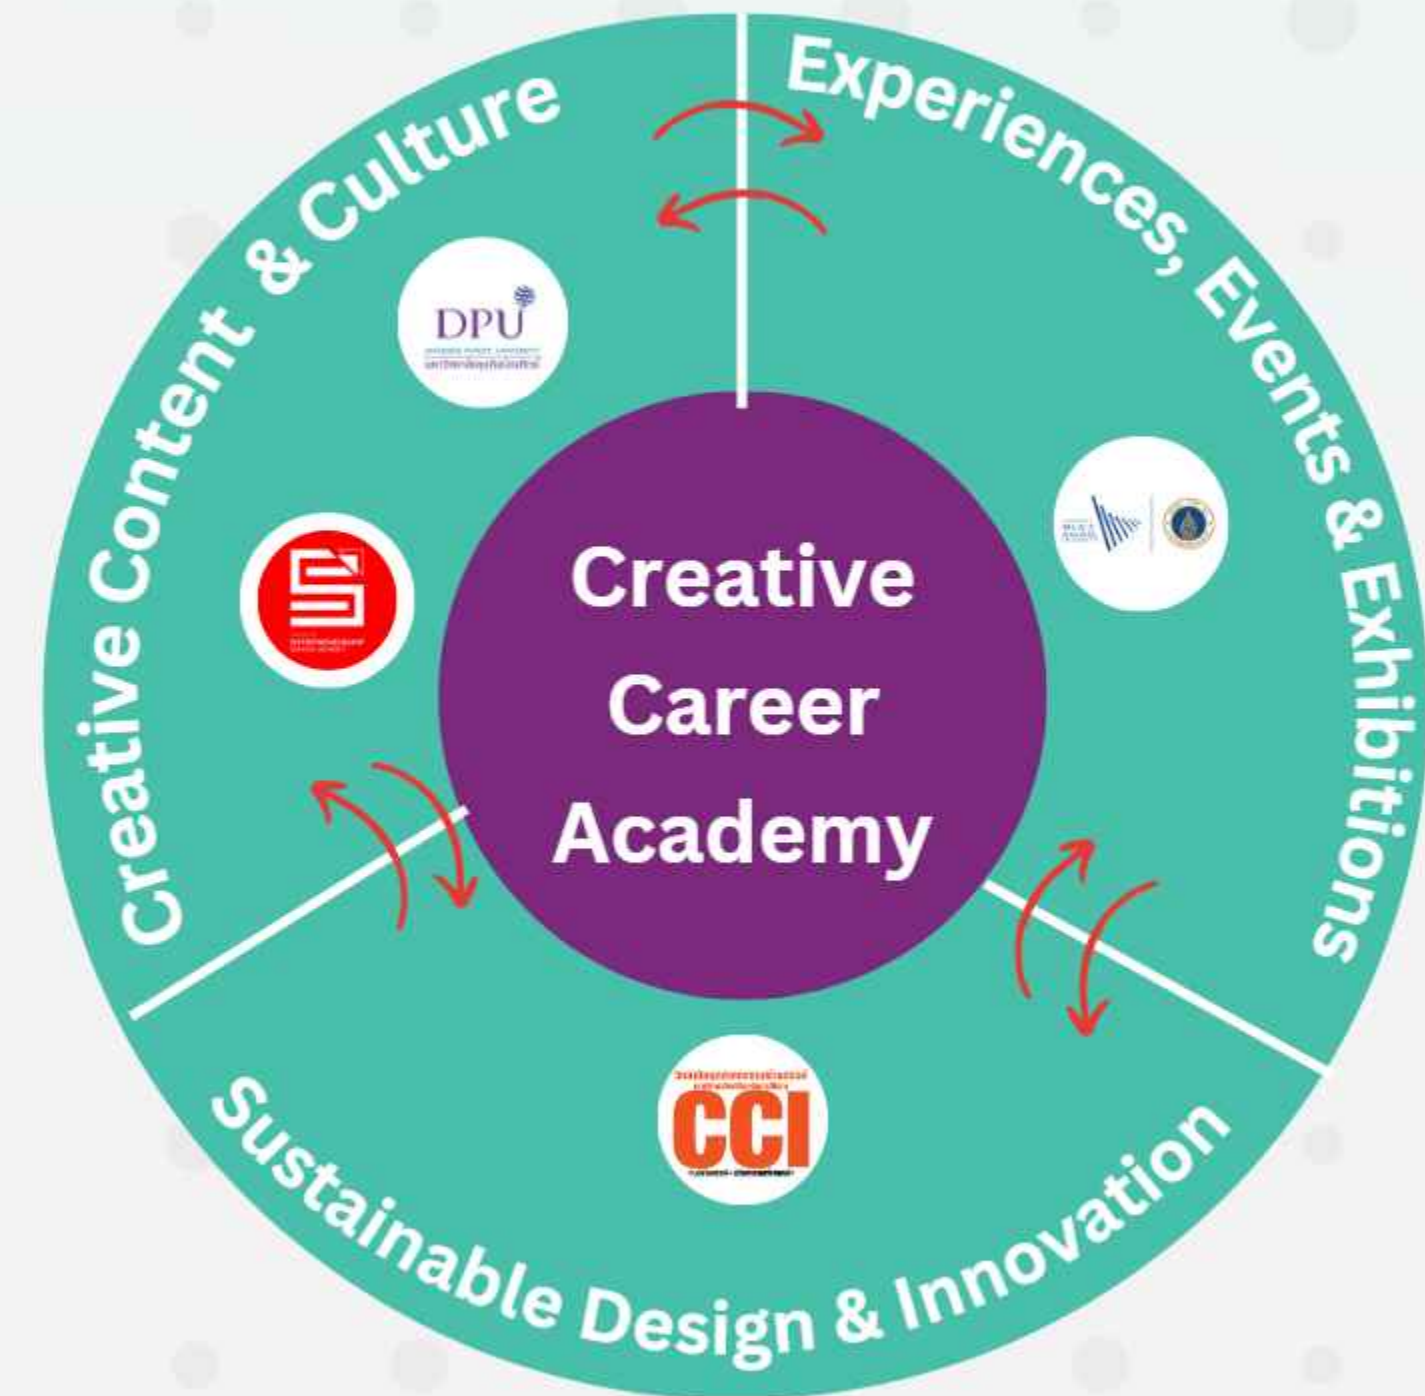 Creative Content & Culture
Experiences, Events & Exhibitions
DPU
Creative
Career
Academy
CCI
Sustainable Design & Innovation